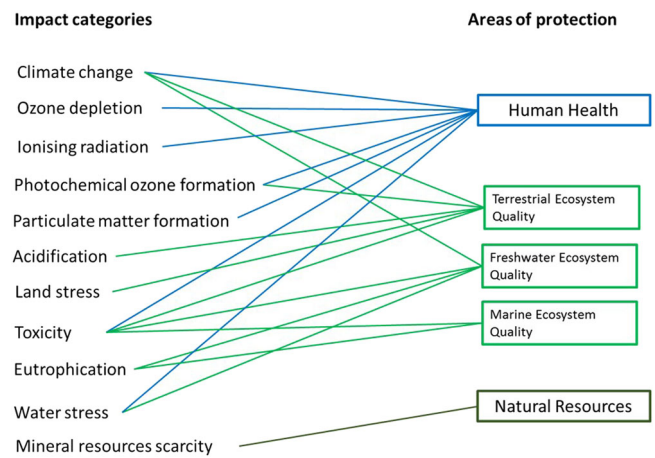 Impact categories
Areas of protection
Climate change
Ozone depletion
Ionising radiation
Photochemical ozone formation
Particulate matter formation
Acidification
Land stress
Toxicity
Eutrophication
Water stress
Mineral resources scarcity
Human Health
Terrestrial Ecosystem
Quality
Freshwater Ecosystem
Quality
Marine Ecosystem
Quality
Natural Resources